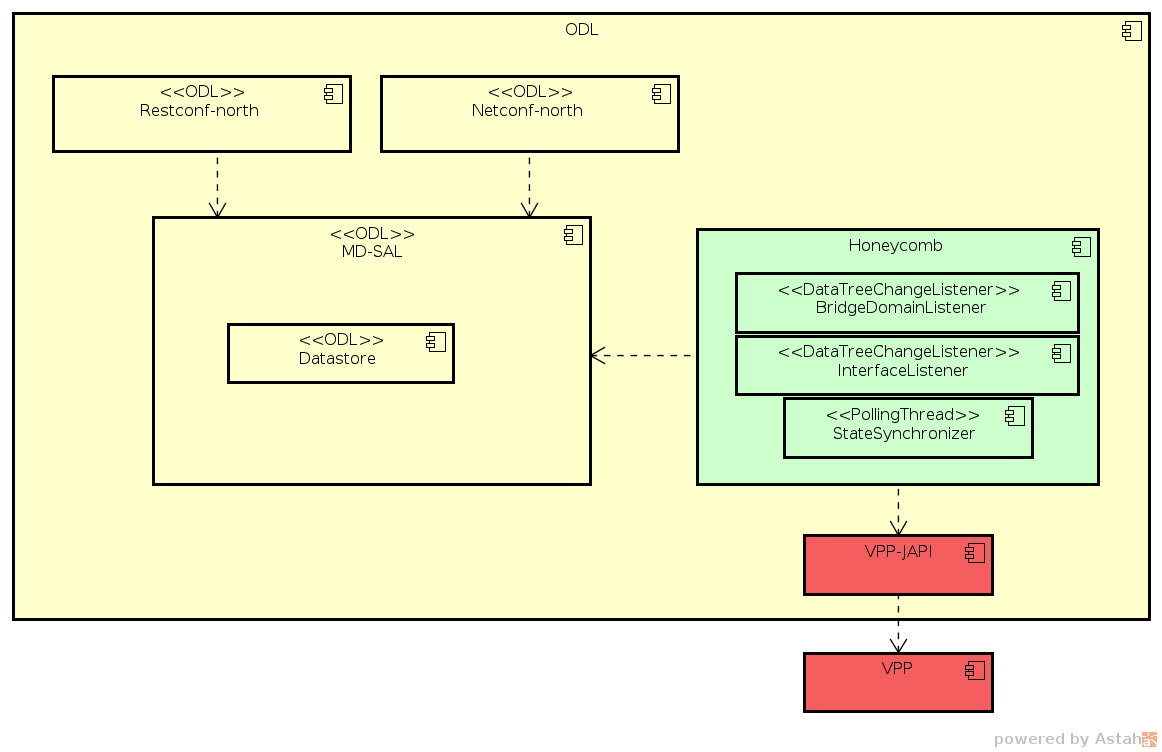 ODL
<<ODL>>
Restconf-north
<<ODL>>
Netconf-north
<<ODL>>
MD-SAL
<<ODL>>
Datastore
Honeycomb
<<DataTreeChangeListener>>
BridgeDomainListener
<<DataTreeChangeListener>>
InterfaceListener
<<PollingThread>>
StateSynchronizer
VPP-JAPI
VPP
powered by Astah